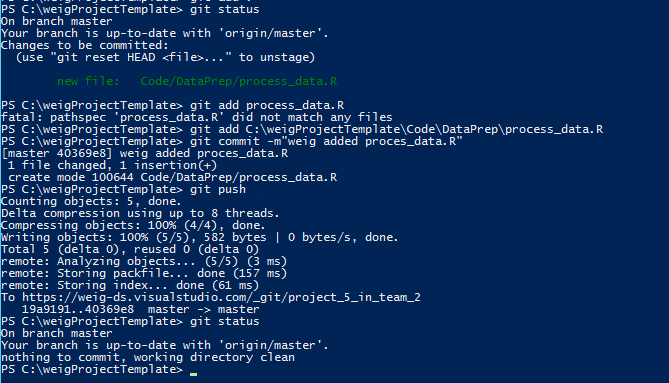 PS C:\weigProjectTemplate> git status
On branch master
Your branch is up-to-date with 'origin/master'.
Changes to be committed:
  (use "git reset HEAD <file>..." to unstage)
        new file:   Code/DataPrep/process_data.R
PS C:\weigProjectTemplate> git add process_data.R
fatal: pathspec 'process_data.R' did not match any files
PS C:\weigProjectTemplate> git add C:\weigProjectTemplate\Code\DataPrep\process_data.R
PS C:\weigProjectTemplate> git commit -m"weig added proces_data.R"
[master 40369e8] weig added proces_data.R
 1 file changed, 1 insertion(+)
 create mode 100644 Code/DataPrep/process_data.R
PS C:\weigProjectTemplate> git push
Counting objects: 5, done.
Delta compression using up to 8 threads.
Compressing objects: 100% (4/4), done.
Writing objects: 100% (5/5), 582 bytes | 0 bytes/s, done.
Total 5 (delta 0), reused 0 (delta 0)
remote: Analyzing objects... (5/5) (3 ms)
remote: Storing packfile... done (157 ms)
remote: Storing index... done (61 ms)
To https://weig-ds.visualstudio.com/_git/project_5_in_team_2
   19a9191..40369e8  master -> master
PS C:\weigProjectTemplate> git status
On branch master
Your branch is up-to-date with 'origin/master'.
nothing to commit, working directory clean
PS C:\weigProjectTemplate>